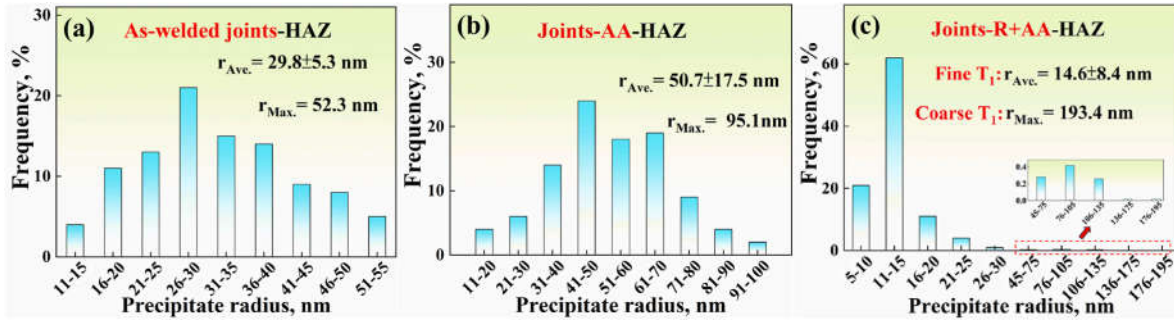 (a)
As-welded joints-HAZ
r_Ave.= 29.8±5.3 nm
r_Max.= 52.3 nm
Frequency, %
30
20
10
0
11-15
16-20
21-25
26-30
31-35
36-40
41-45
46-50
51-55
Precipitate radius, nm
(b)
Joints-AA-HAZ
r_Ave.= 50.7±17.5 nm
r_Max.= 95.1nm
Frequency, %
30
20
10
0
11-20
21-30
31-40
41-50
51-60
61-70
71-80
81-90
91-100
Precipitate radius, nm
(c)
Joints-R+AA-HAZ
Fine T₁: r_Ave.= 14.6±8.4 nm
Coarse T₁: r_Max.= 193.4 nm
Frequency, %
60
40
20
0
0.4
0.2
0.0
45-75
76-105
106-135
136-175
176-195
5-10
11-15
16-20
21-25
26-30
45-75
76-105
106-135
136-175
176-195
Precipitate radius, nm